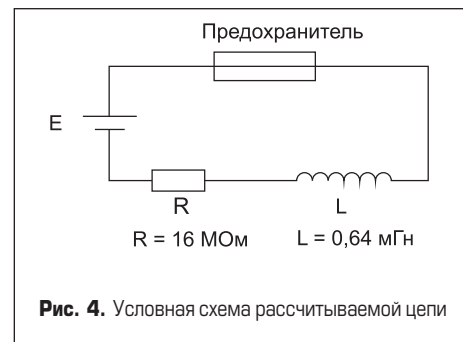 Предохранитель
E
R L
R = 16 МОм L = 0,64 мГн
Рис. 4. Условная схема рассчитываемой цепи